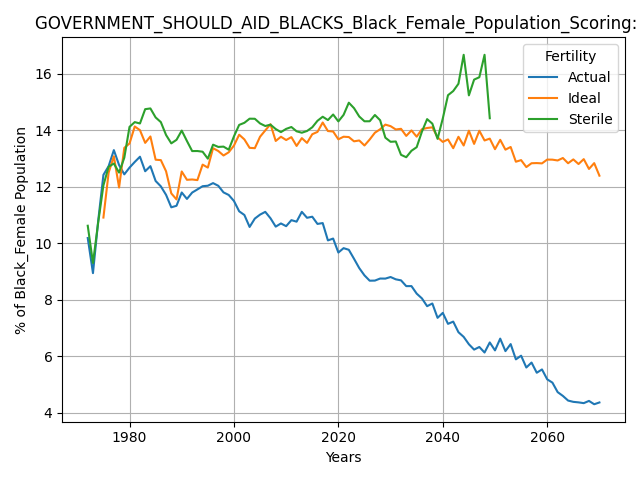 GOVERNMENT_SHOULD_AID_BLACKS_Black_Female_Population_Scoring:
% of Black_Female Population
16
14
12
10
8
6
4
1980 2000 2020 2040 2060
Years
Fertility
Actual
Ideal
Sterile